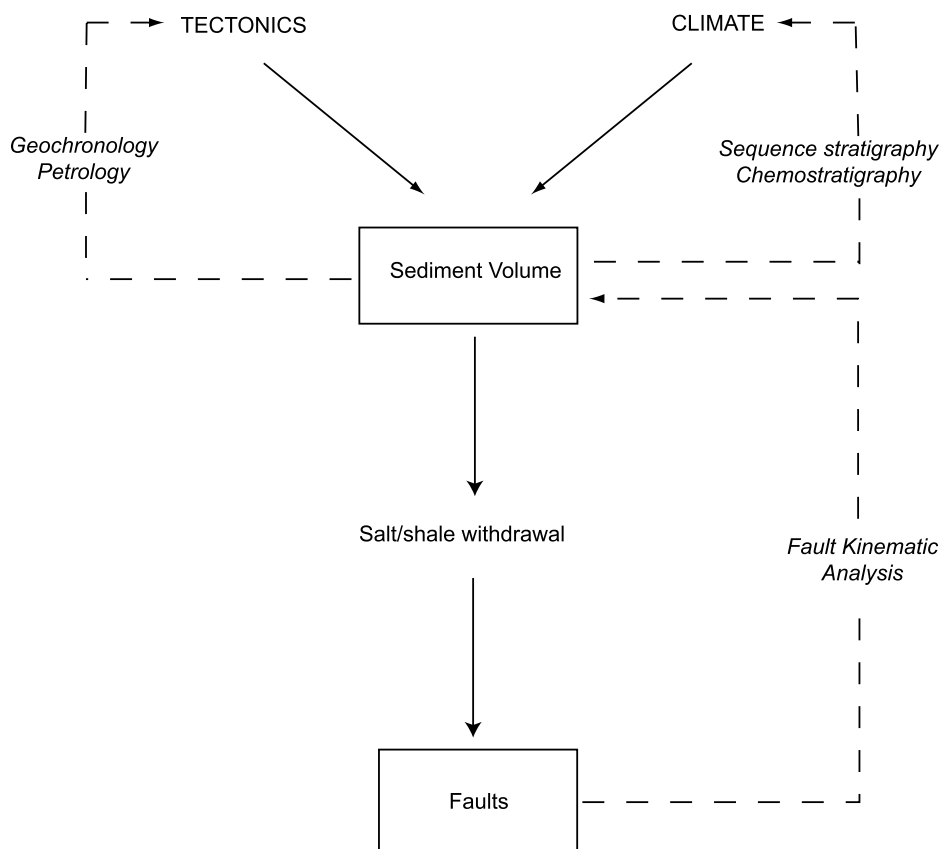 TECTONICS
CLIMATE
Geochronology
Petrology
Sequence stratigraphy
Chemostratigraphy
Sediment Volume
Salt/shale withdrawal
Fault Kinematic
Analysis
Faults